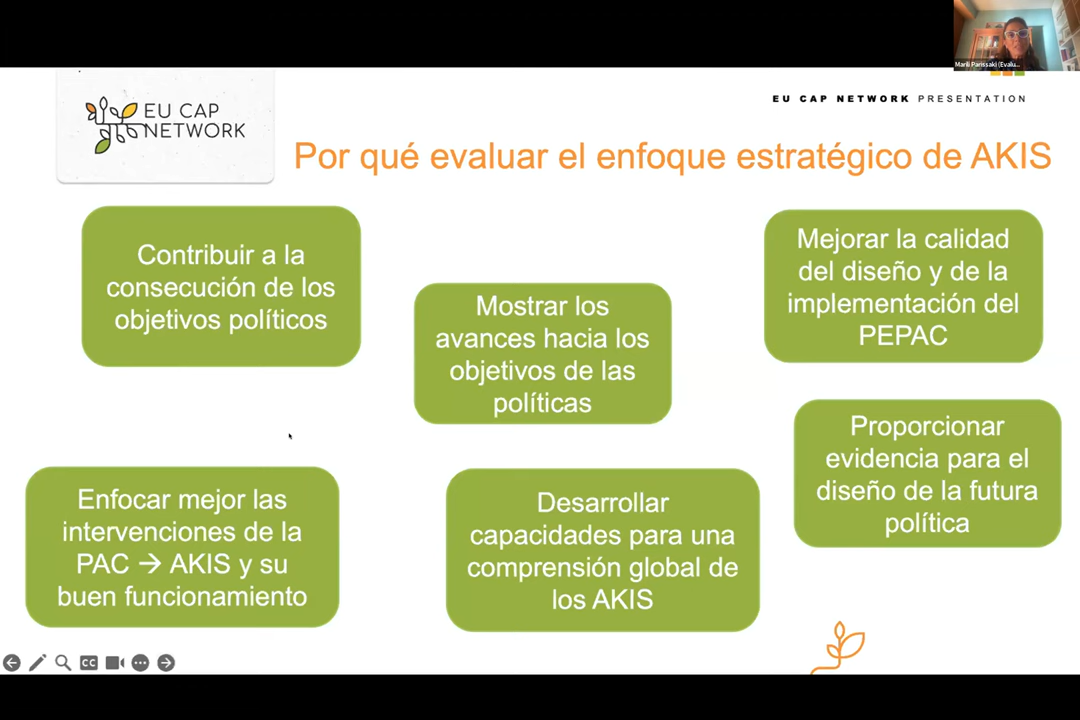 Marili Parissaki (Evalu...
EU CAP
NETWORK
EU CAP NETWORK PRESENTATION
Por qué evaluar el enfoque estratégico de AKIS
Contribuir a la
consecución de los
objetivos políticos
Mostrar los
avances hacia los
objetivos de las
políticas
Mejorar la calidad
del diseño y de la
implementación del
PEPAC
Enfocar mejor las
intervenciones de la
PAC → AKIS y su
buen funcionamiento
Desarrollar
capacidades para una
comprensión global de
los AKIS
Proporcionar
evidencia para el
diseño de la futura
política
CC